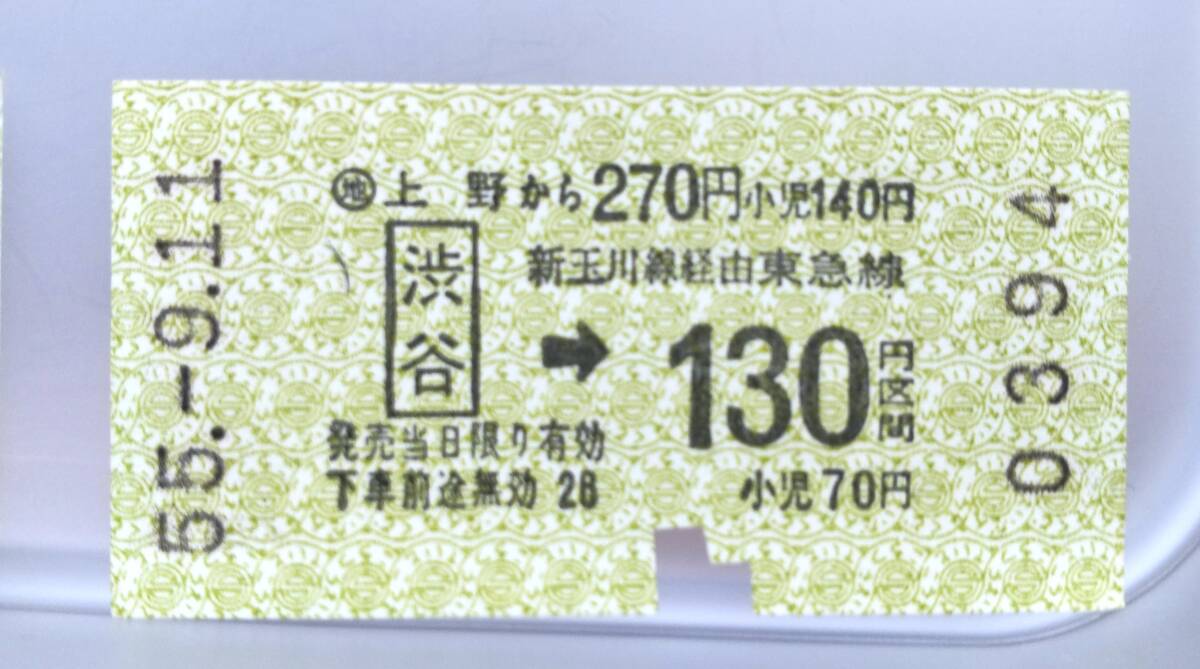 55.-9.11
㊞上 野から270円小児140円
新玉川線経由東急線
渋谷
➡ 130円区間
発売当日限り有効
下車前途無効 28
小児70円
0394